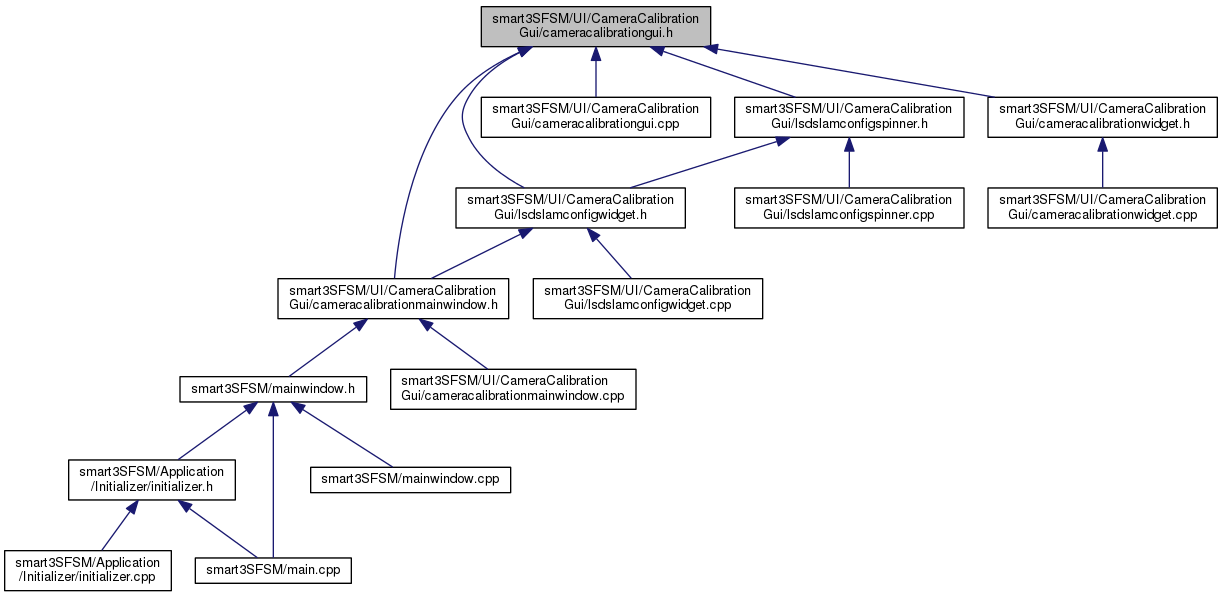 smart3SFSM/UI/CameraCalibration
Gui/cameracalibrationgui.h
smart3SFSM/UI/CameraCalibration
Gui/cameracalibrationgui.cpp
smart3SFSM/UI/CameraCalibration
Gui/lsdslamconfigspinner.h
smart3SFSM/UI/CameraCalibration
Gui/cameracalibrationwidget.h
smart3SFSM/UI/CameraCalibration
Gui/lsdslamconfigwidget.h
smart3SFSM/UI/CameraCalibration
Gui/lsdslamconfigspinner.cpp
smart3SFSM/UI/CameraCalibration
Gui/cameracalibrationwidget.cpp
smart3SFSM/UI/CameraCalibration
Gui/cameracalibrationmainwindow.h
smart3SFSM/UI/CameraCalibration
Gui/lsdslamconfigwidget.cpp
smart3SFSM/mainwindow.h
smart3SFSM/UI/CameraCalibration
Gui/cameracalibrationmainwindow.cpp
smart3SFSM/Application
/Initializer/initializer.h
smart3SFSM/mainwindow.cpp
smart3SFSM/Application
/Initializer/initializer.cpp
smart3SFSM/main.cpp